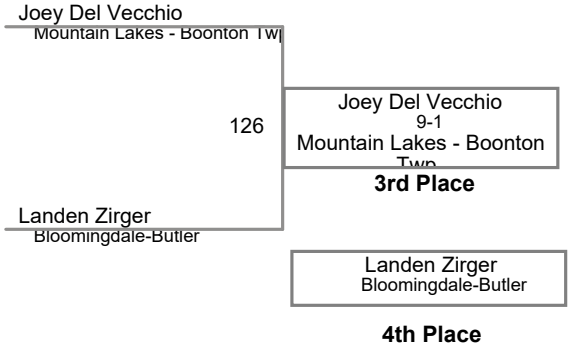 Joey Del Vecchio
Mountain Lakes - Boonton Twp
126
Joey Del Vecchio
9-1
Mountain Lakes - Boonton
Twp
3rd Place
Landen Zirger
Bloomingdale-Butler
Landen Zirger
Bloomingdale-Butler
4th Place